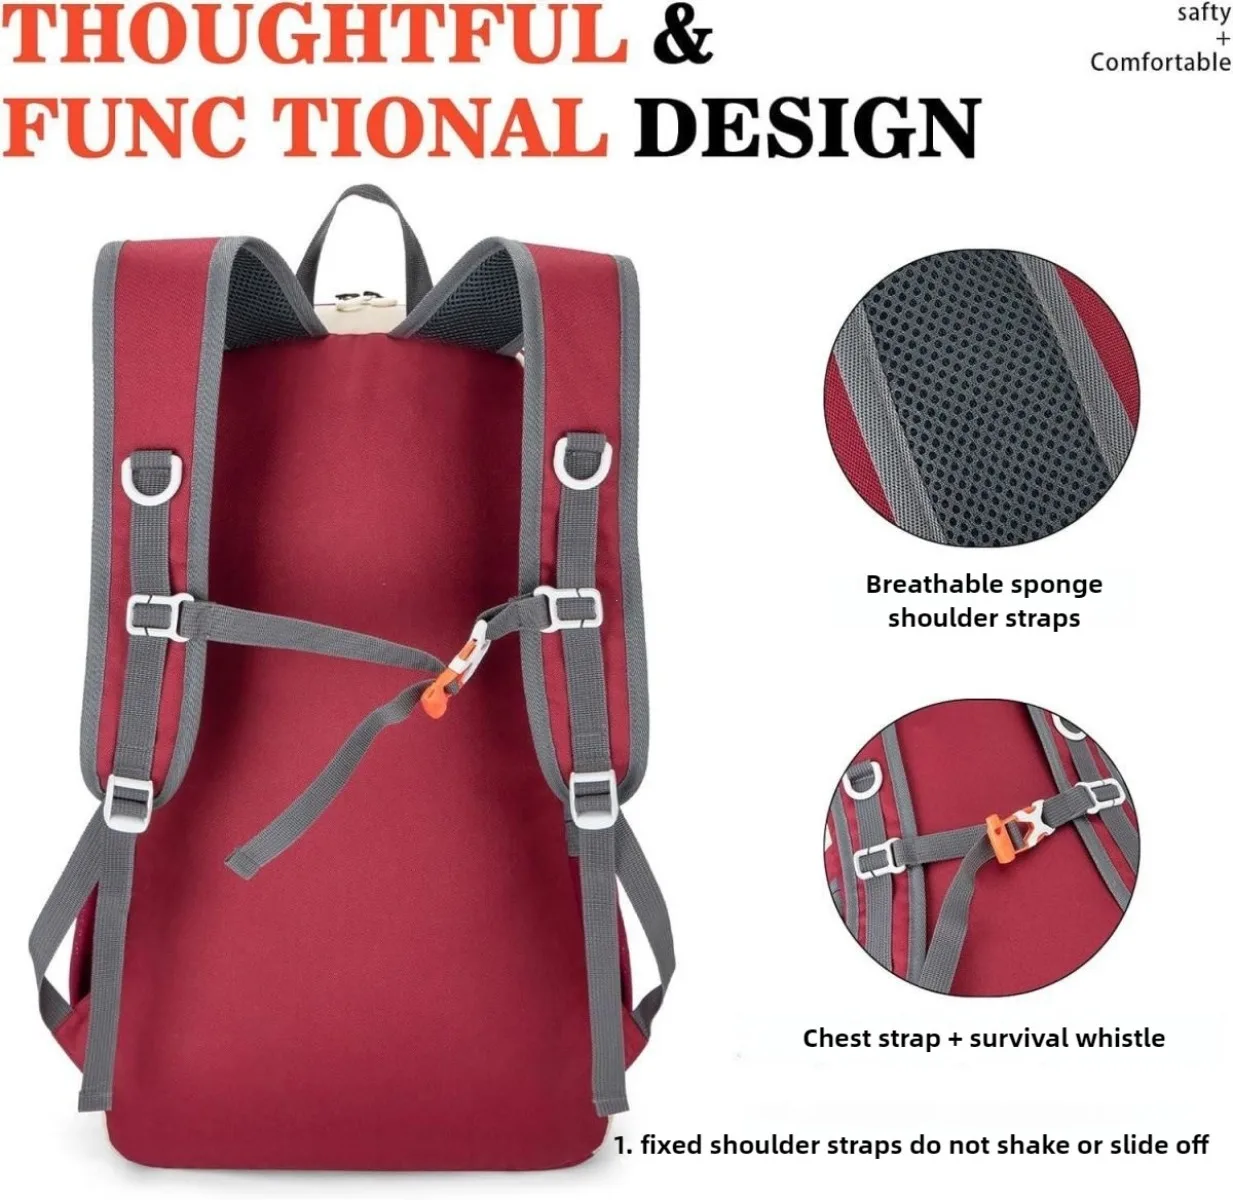 THOUGHTFUL &
FUNC TIONAL DESIGN
safty
+
Comfortable
Breathable sponge
shoulder straps
Chest strap + survival whistle
1. fixed shoulder straps do not shake or slide off